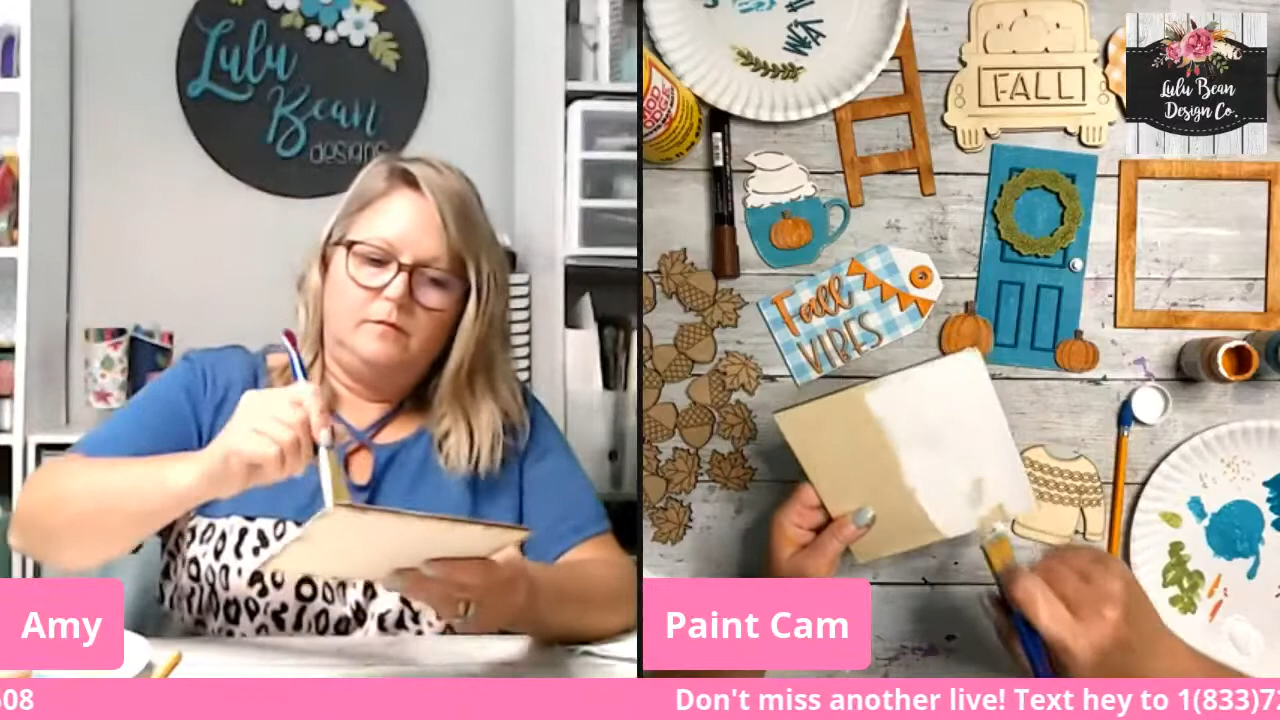 Lulu
Bean
designs
FALL
Lulu Bean
Design Co.
Fall
VIBES
Amy
Paint Cam
608
Don't miss another live! Text hey to 1(833)7